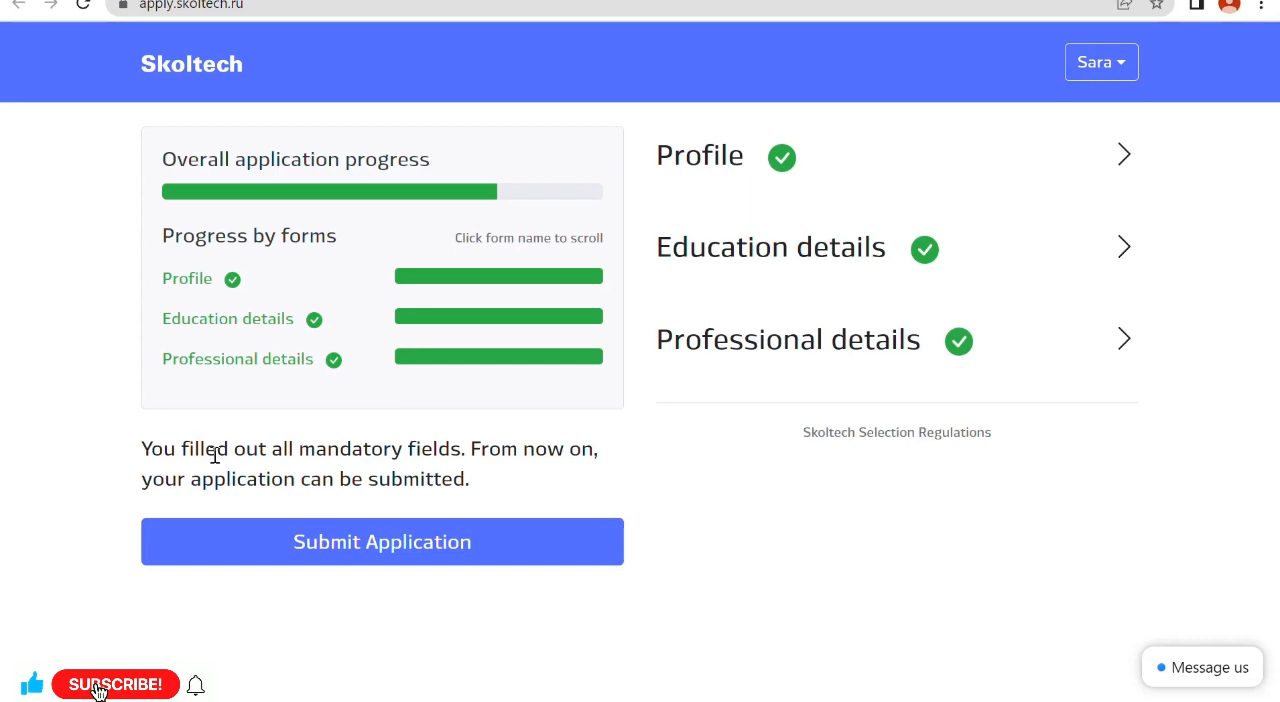 apply.skoltech.ru
Skoltech
Sara
Overall application progress
Progress by forms
Click form name to scroll
Profile
Education details
Professional details
You filled out all mandatory fields. From now on,
your application can be submitted.
Submit Application
Profile
Education details
Professional details
Skoltech Selection Regulations
SUBSCRIBE!
Message us